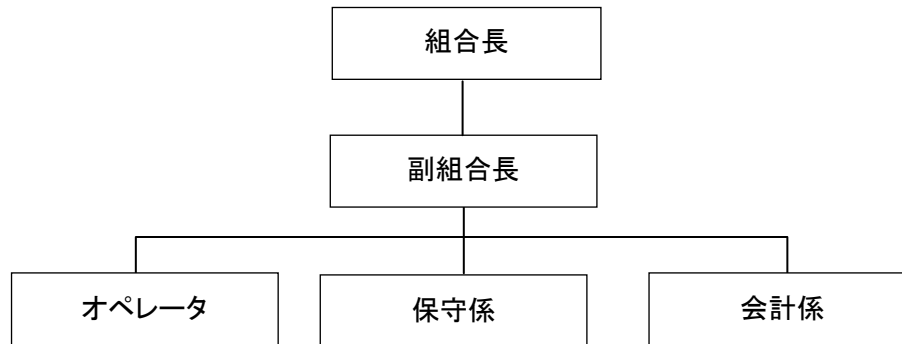 組合長
副組合長
オペレータ
保守係
会計係